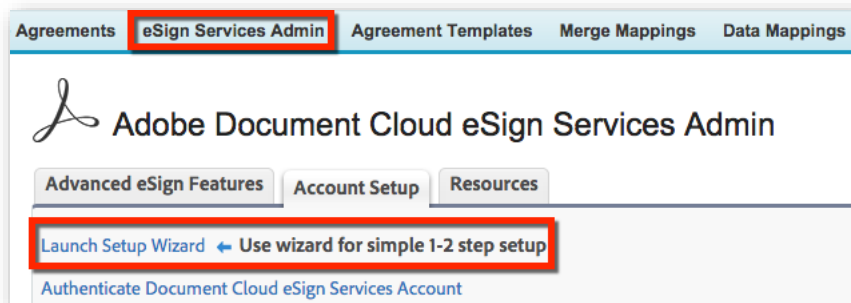 Agreements eSign Services Admin Agreement Templates Merge Mappings Data Mappings
Adobe Document Cloud eSign Services Admin
Advanced eSign Features Account Setup Resources
Launch Setup Wizard ← Use wizard for simple 1-2 step setup
Authenticate Document Cloud eSign Services Account